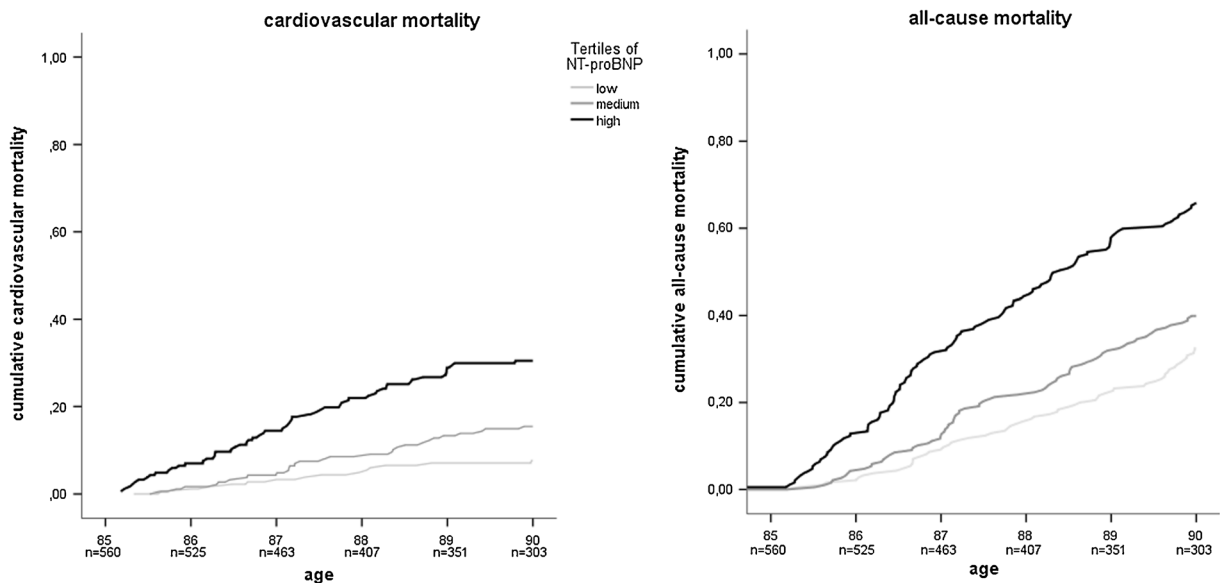 cardiovascular mortality
cumulative cardiovascular mortality
1,00
,80
,60
,40
,20
,00
85 86 87 88 89 90
n=560 n=525 n=463 n=407 n=351 n=303
age
Tertiles of
NT-proBNP
low
medium
high
all-cause mortality
cumulative all-cause mortality
1,00
0,80
0,60
0,40
0,20
0,00
85 86 87 88 89 90
n=560 n=525 n=463 n=407 n=351 n=303
age